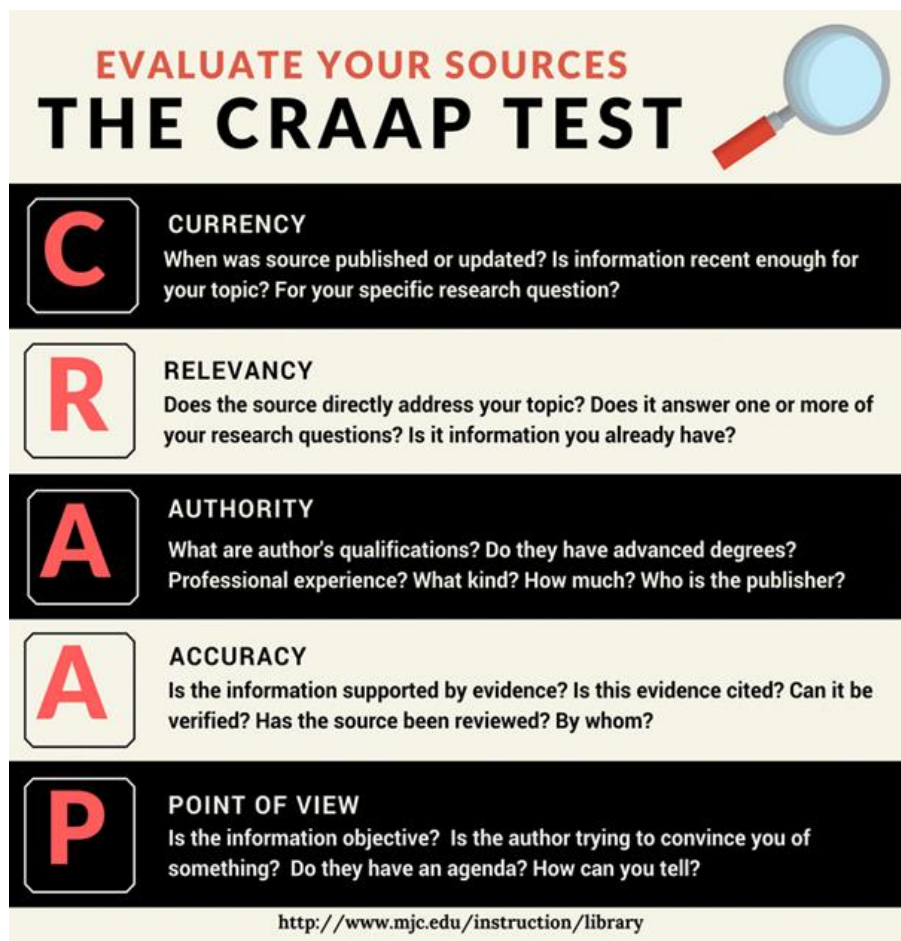 EVALUATE YOUR SOURCES
THE CRAAP TEST
C
CURRENCY
When was source published or updated? Is information recent enough for
your topic? For your specific research question?
R
RELEVANCY
Does the source directly address your topic? Does it answer one or more of
your research questions? Is it information you already have?
A
AUTHORITY
What are author's qualifications? Do they have advanced degrees?
Professional experience? What kind? How much? Who is the publisher?
A
ACCURACY
Is the information supported by evidence? Is this evidence cited? Can it be
verified? Has the source been reviewed? By whom?
P
POINT OF VIEW
Is the information objective?  Is the author trying to convince you of
something?  Do they have an agenda? How can you tell?
http://www.mjc.edu/instruction/library